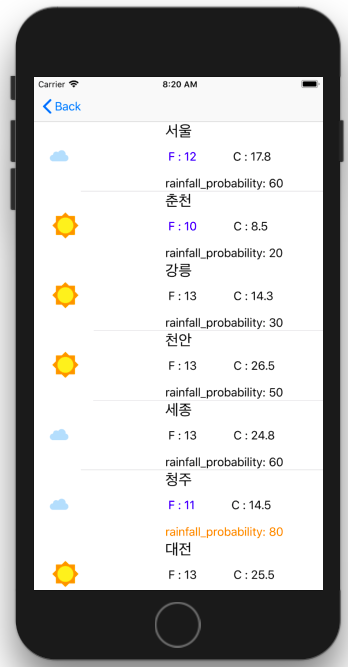 Carrier 8:20 AM
Back
서울
F : 12 C : 17.8
rainfall_probability: 60
춘천
F : 10 C : 8.5
rainfall_probability: 20
강릉
F : 13 C : 14.3
rainfall_probability: 30
천안
F : 13 C : 26.5
rainfall_probability: 50
세종
F : 13 C : 24.8
rainfall_probability: 60
청주
F : 11 C : 14.5
rainfall_probability: 80
대전
F : 13 C : 25.5